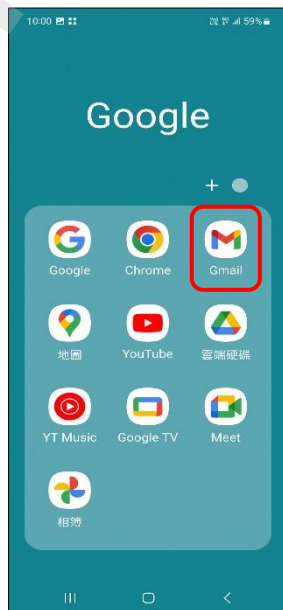 10:00 59%
Google
+
Google Chrome Gmail
地圖 YouTube 雲端硬碟
YT Music Google TV Meet
相簿